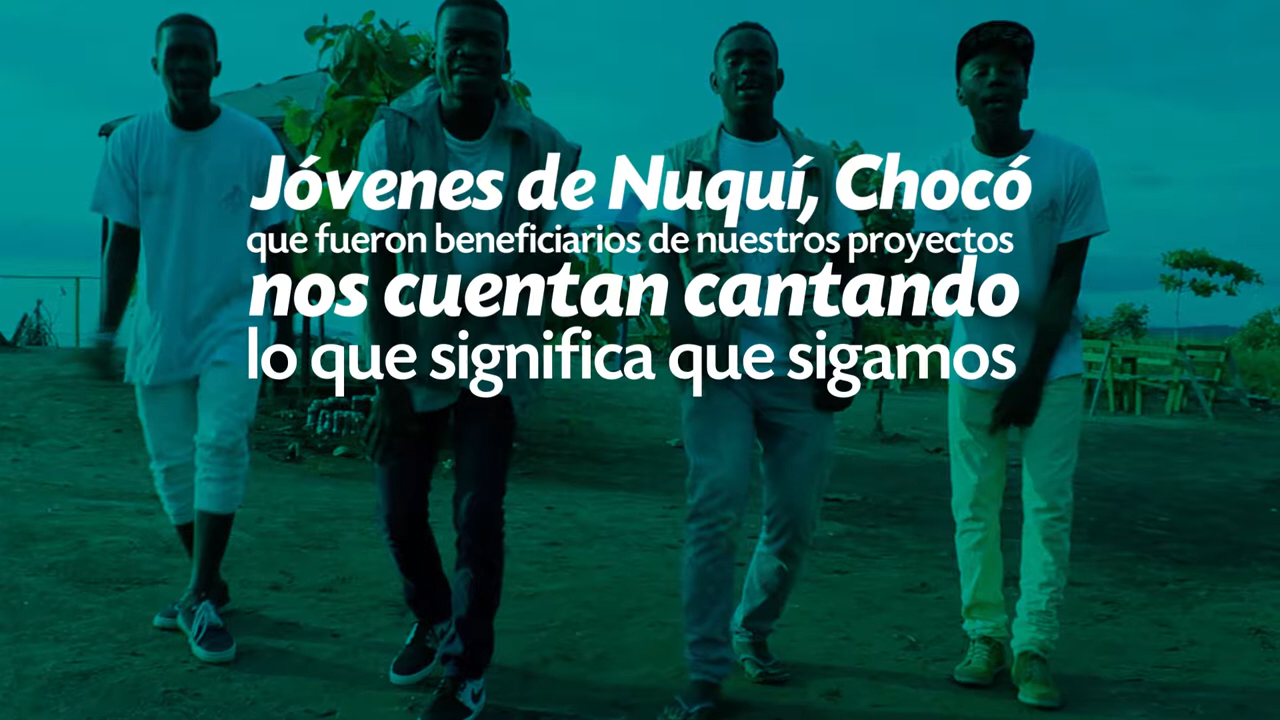 Jóvenes de Nuquí, Chocó
que fueron beneficiarios de nuestros proyectos
nos cuentan cantando
lo que significa que sigamos